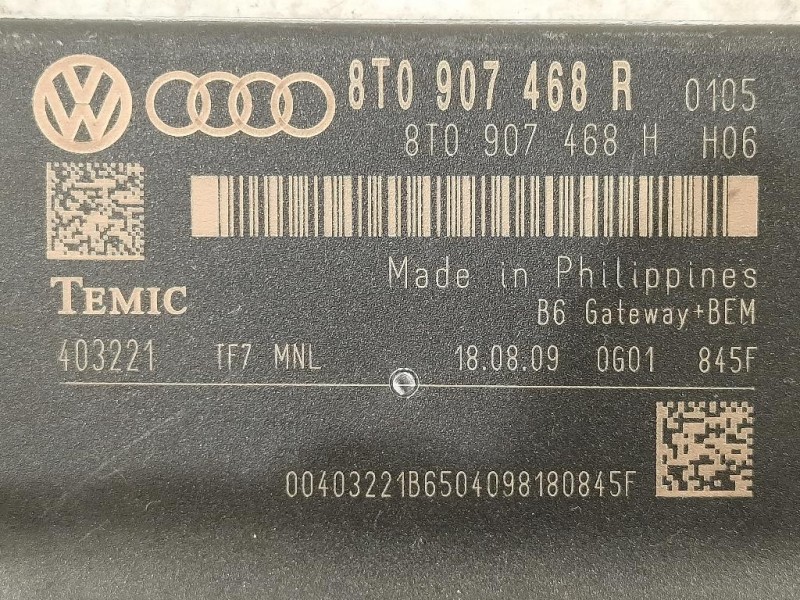 8T0 907 468 R 0105
8T0 907 468 H H06
Made in Philippines
TEMIC
B6 Gateway+BEM
403221 TF7 MNL 18.08.09 0G01 845F
00403221B6504098180845F